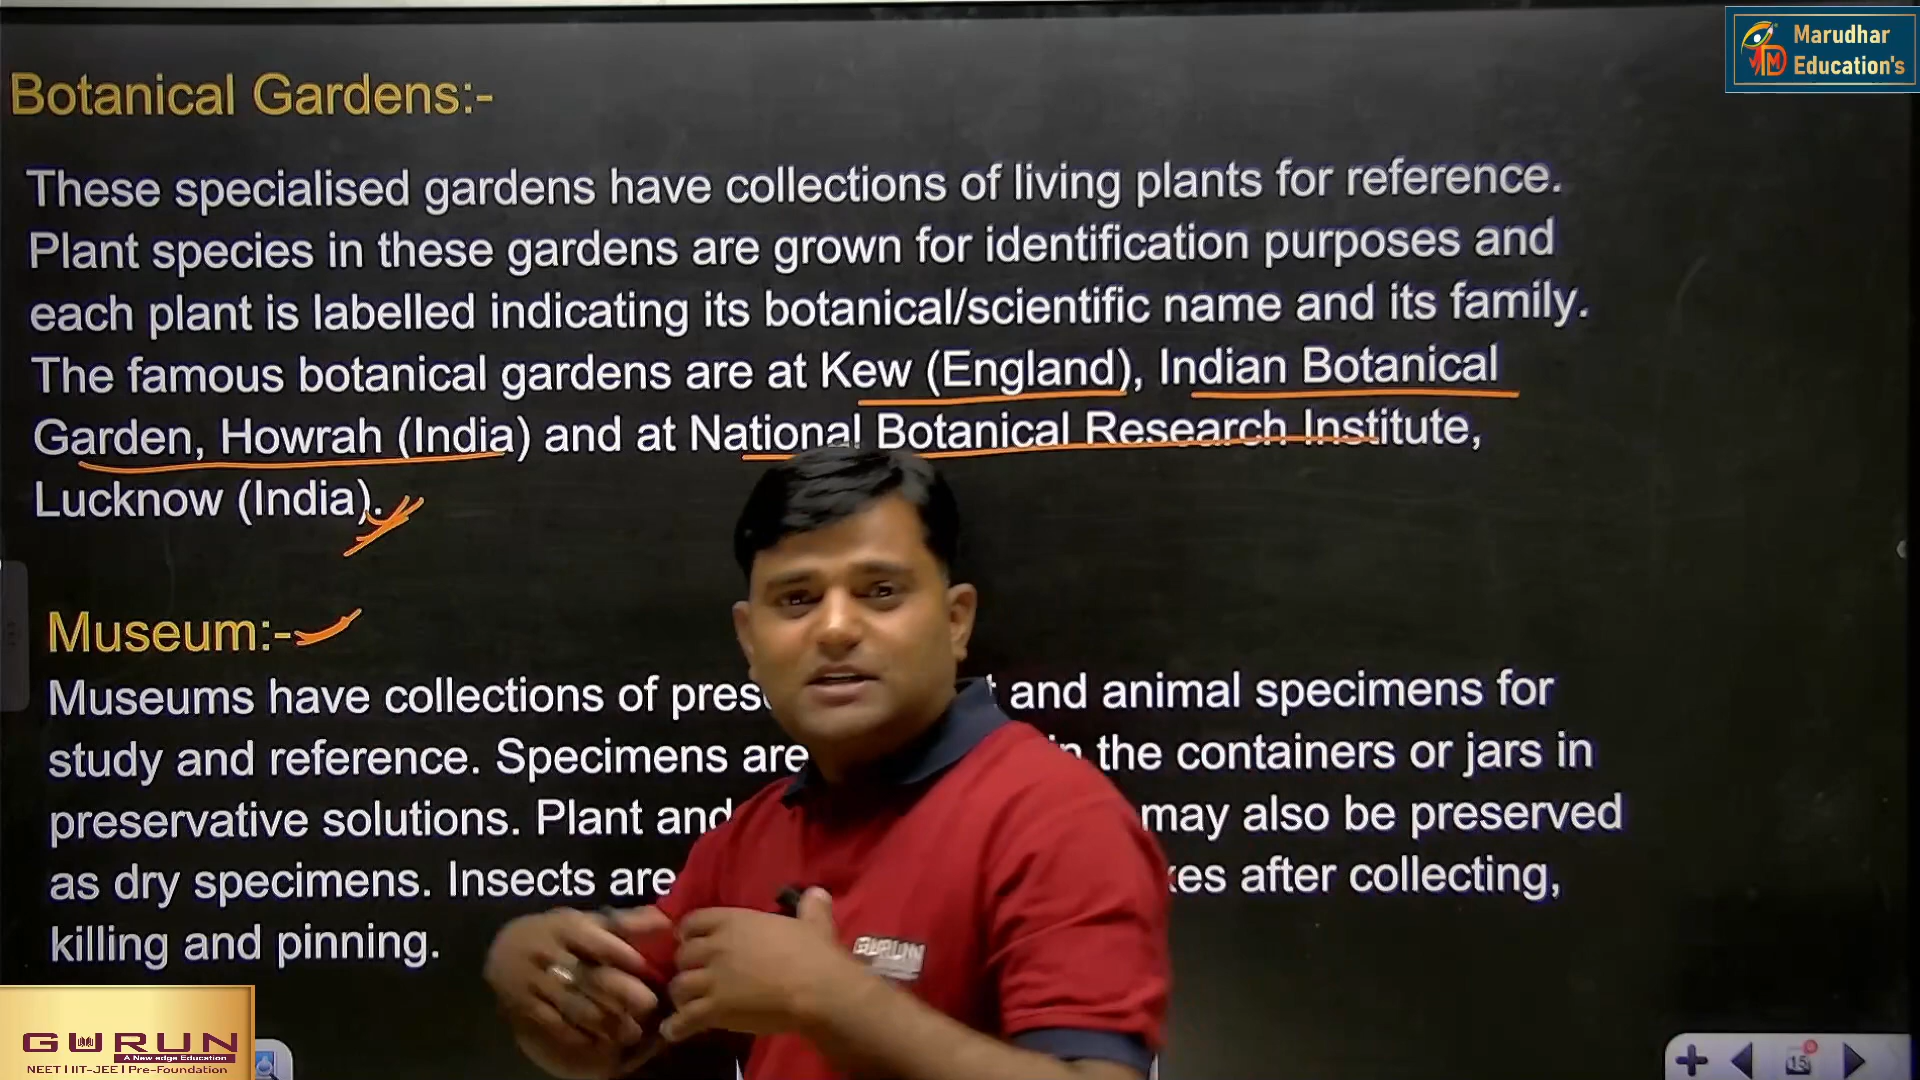 Marudhar
Education's
Botanical Gardens:-
These specialised gardens have collections of living plants for reference.
Plant species in these gardens are grown for identification purposes and
each plant is labelled indicating its botanical/scientific name and its family.
The famous botanical gardens are at Kew (England), Indian Botanical
Garden, Howrah (India) and at National Botanical Research Institute,
Lucknow (India).
Museum:-
Museums have collections of and animal specimens for
study and reference. Specimens are the containers or jars in
preservative solutions. Plant and may also be preserved
as dry specimens. Insects are after collecting,
killing and pinning.
GURUN
GURUN
A New edge Education
NEET | IIT-JEE | Pre-Foundation
15